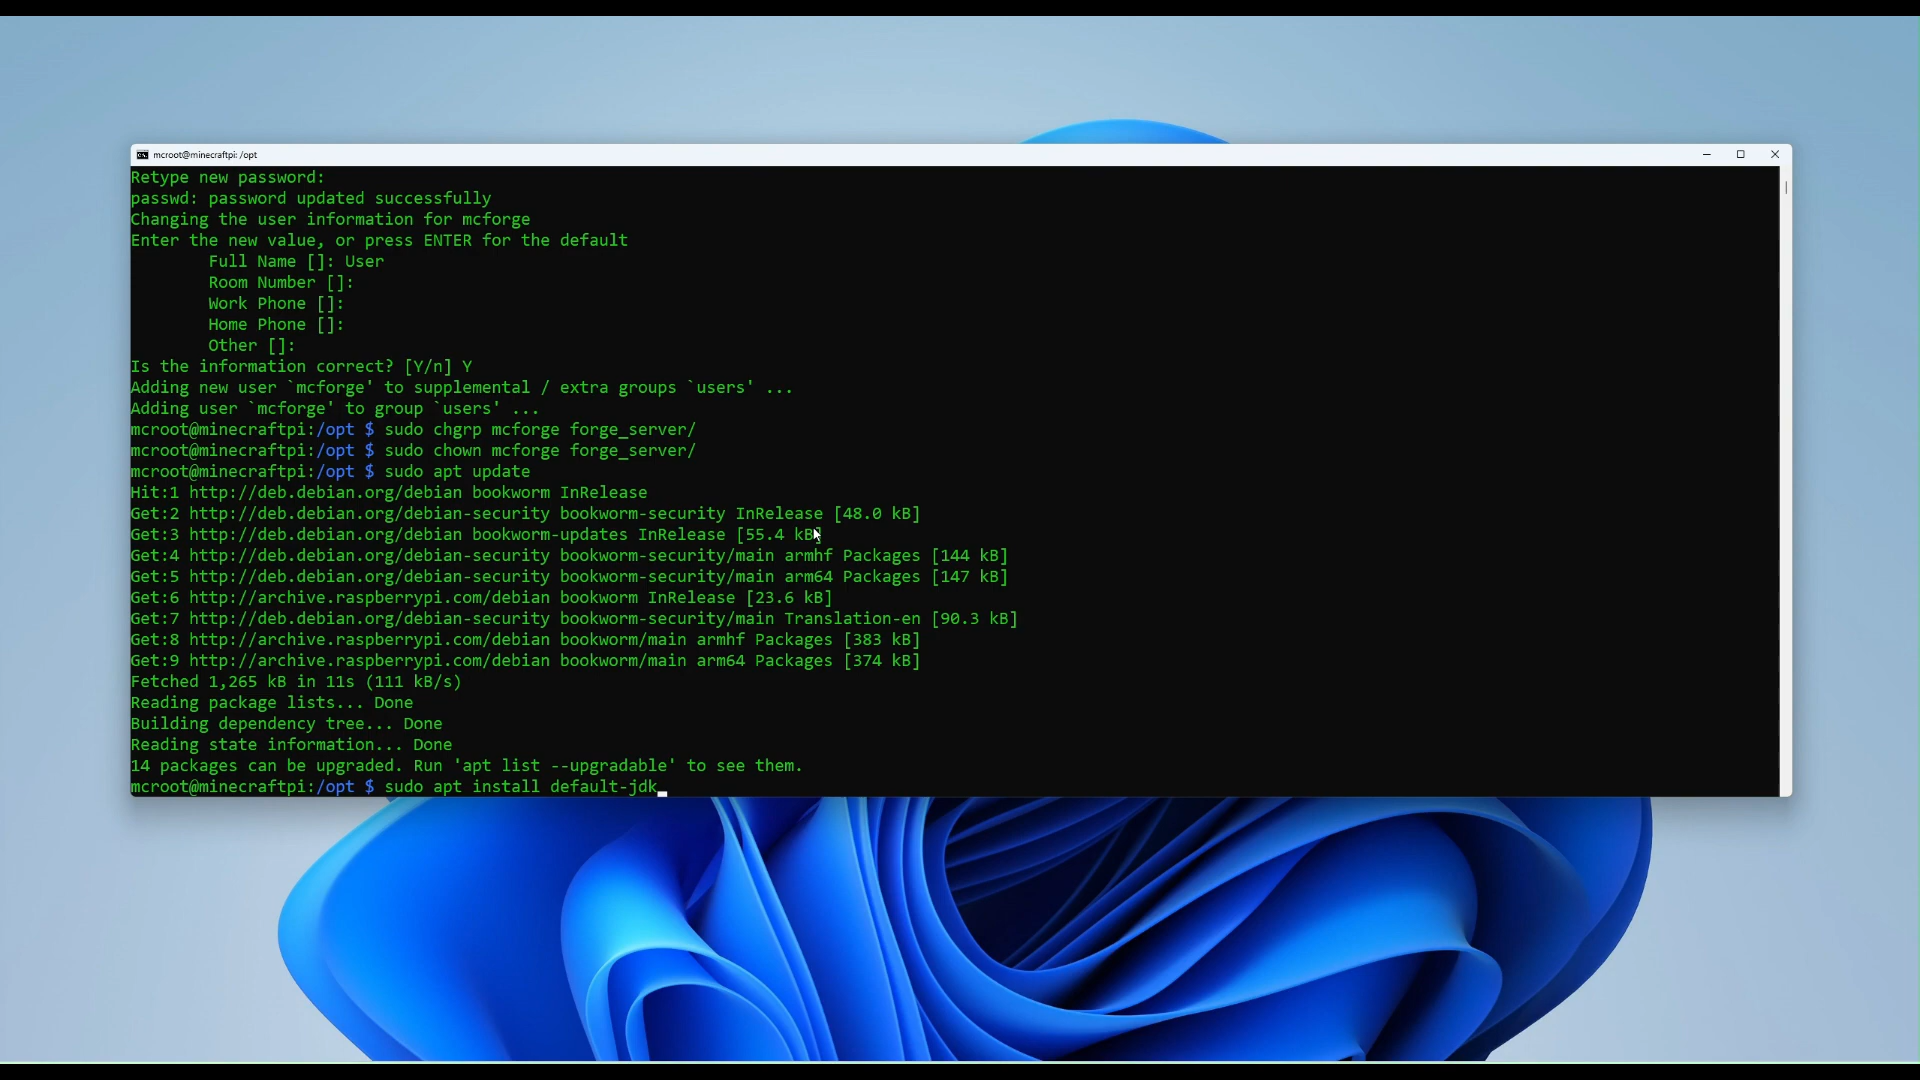 mcroot@minecraftpi: /opt
Retype new password:
passwd: password updated successfully
Changing the user information for mcforge
Enter the new value, or press ENTER for the default
        Full Name []: User
        Room Number []:
        Work Phone []:
        Home Phone []:
        Other []:
Is the information correct? [Y/n] Y
Adding new user `mcforge' to supplemental / extra groups `users' ...
Adding user `mcforge' to group `users' ...
mcroot@minecraftpi:/opt $ sudo chgrp mcforge forge_server/
mcroot@minecraftpi:/opt $ sudo chown mcforge forge_server/
mcroot@minecraftpi:/opt $ sudo apt update
Hit:1 http://deb.debian.org/debian bookworm InRelease
Get:2 http://deb.debian.org/debian-security bookworm-security InRelease [48.0 kB]
Get:3 http://deb.debian.org/debian bookworm-updates InRelease [55.4 kB]
Get:4 http://deb.debian.org/debian-security bookworm-security/main armhf Packages [144 kB]
Get:5 http://deb.debian.org/debian-security bookworm-security/main arm64 Packages [147 kB]
Get:6 http://archive.raspberrypi.com/debian bookworm InRelease [23.6 kB]
Get:7 http://deb.debian.org/debian-security bookworm-security/main Translation-en [90.3 kB]
Get:8 http://archive.raspberrypi.com/debian bookworm/main armhf Packages [383 kB]
Get:9 http://archive.raspberrypi.com/debian bookworm/main arm64 Packages [374 kB]
Fetched 1,265 kB in 11s (111 kB/s)
Reading package lists... Done
Building dependency tree... Done
Reading state information... Done
14 packages can be upgraded. Run 'apt list --upgradable' to see them.
mcroot@minecraftpi:/opt $ sudo apt install default-jdk